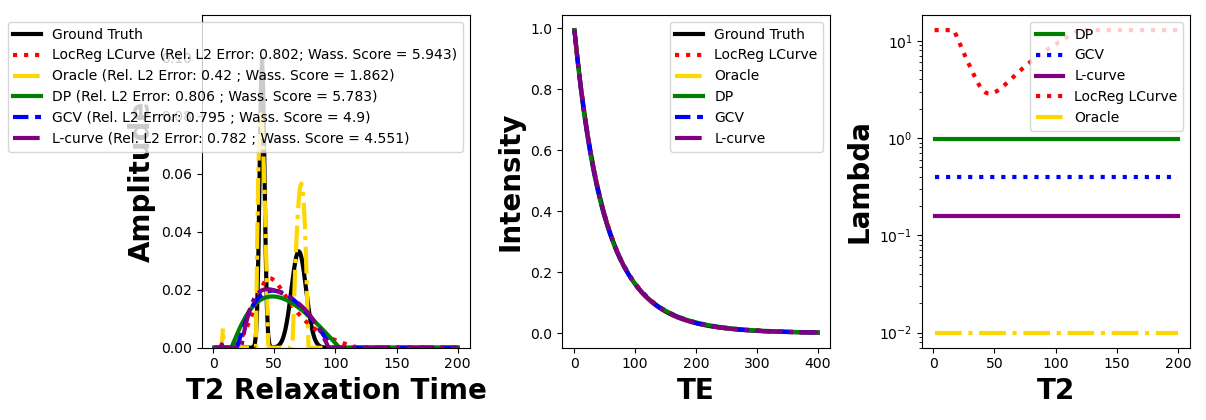 Ground Truth
LocReg LCurve (Rel. L2 Error: 0.802; Wass. Score = 5.943)
Oracle (Rel. L2 Error: 0.42 ; Wass. Score = 1.862)
DP (Rel. L2 Error: 0.806 ; Wass. Score = 5.783)
GCV (Rel. L2 Error: 0.795 ; Wass. Score = 4.9)
L-curve (Rel. L2 Error: 0.782 ; Wass. Score = 4.551)
Amplitude
0.10
0.08
0.06
0.04
0.02
0.00
0
50
100
150
200
T2 Relaxation Time
Ground Truth
LocReg LCurve
Oracle
DP
GCV
L-curve
Intensity
1.0
0.8
0.6
0.4
0.2
0.0
0
100
200
300
400
TE
DP
GCV
L-curve
LocReg LCurve
Oracle
Lambda
10¹
10⁰
10⁻¹
10⁻²
0
50
100
150
200
T2